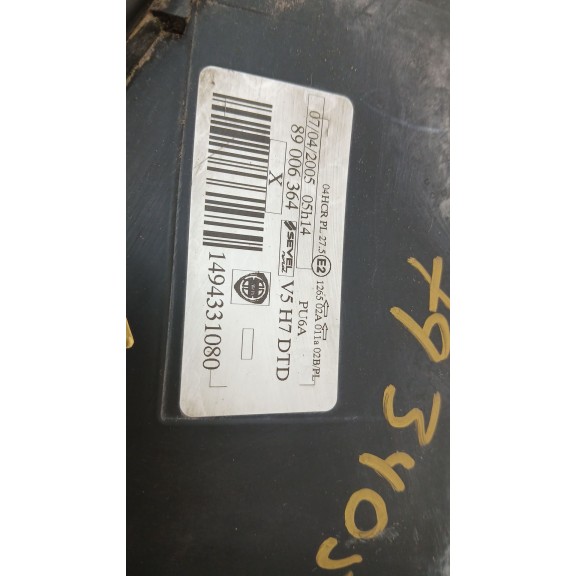 04HCR PL 27.5 E2 1265 02A 011a 02B/PL
07/04/2005 05h14 PU6A
89 006 364 SEVEL V5 H7 DTD
X
1494331080